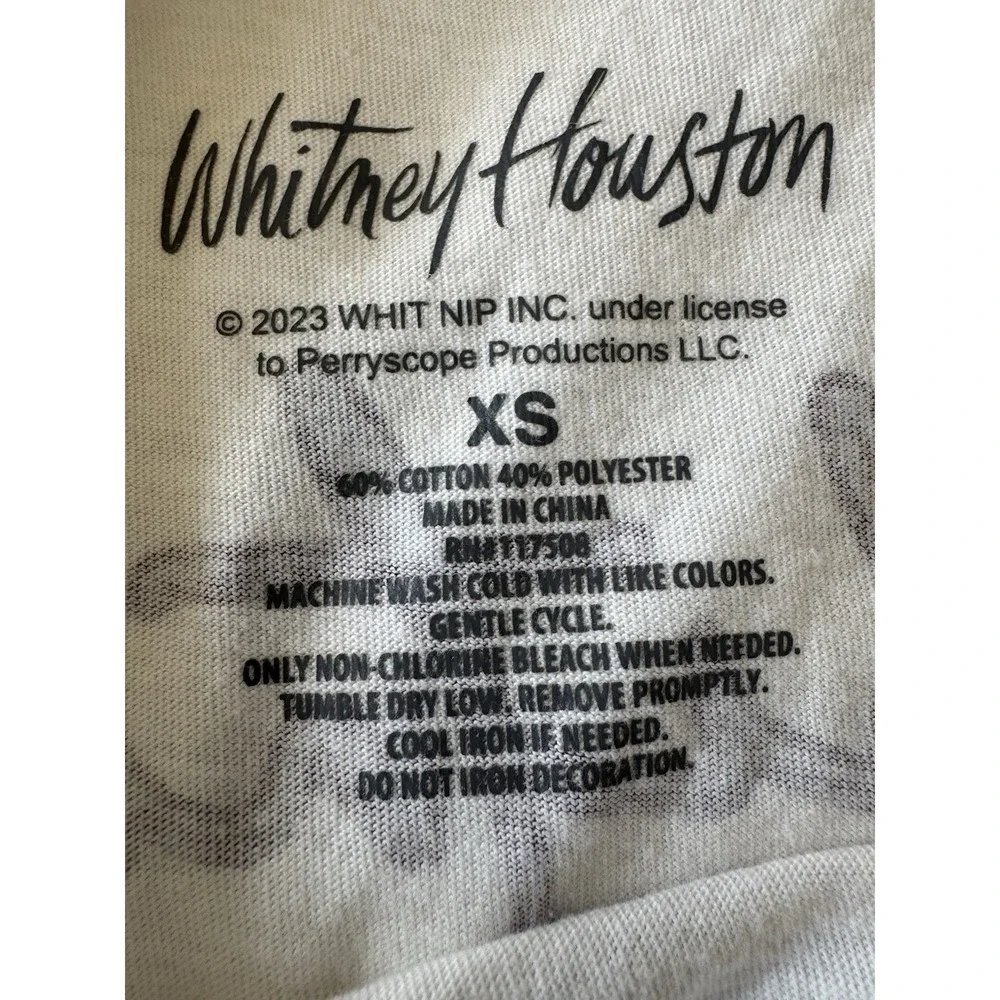 Whitney Houston
© 2023 WHIT NIP INC. under license
to Perryscope Productions LLC.
XS
60% COTTON 40% POLYESTER
MADE IN CHINA
RN#117508
MACHINE WASH COLD WITH LIKE COLORS.
GENTLE CYCLE.
ONLY NON-CHLORINE BLEACH WHEN NEEDED.
TUMBLE DRY LOW. REMOVE PROMPTLY.
COOL IRON IF NEEDED.
DO NOT IRON DECORATION.